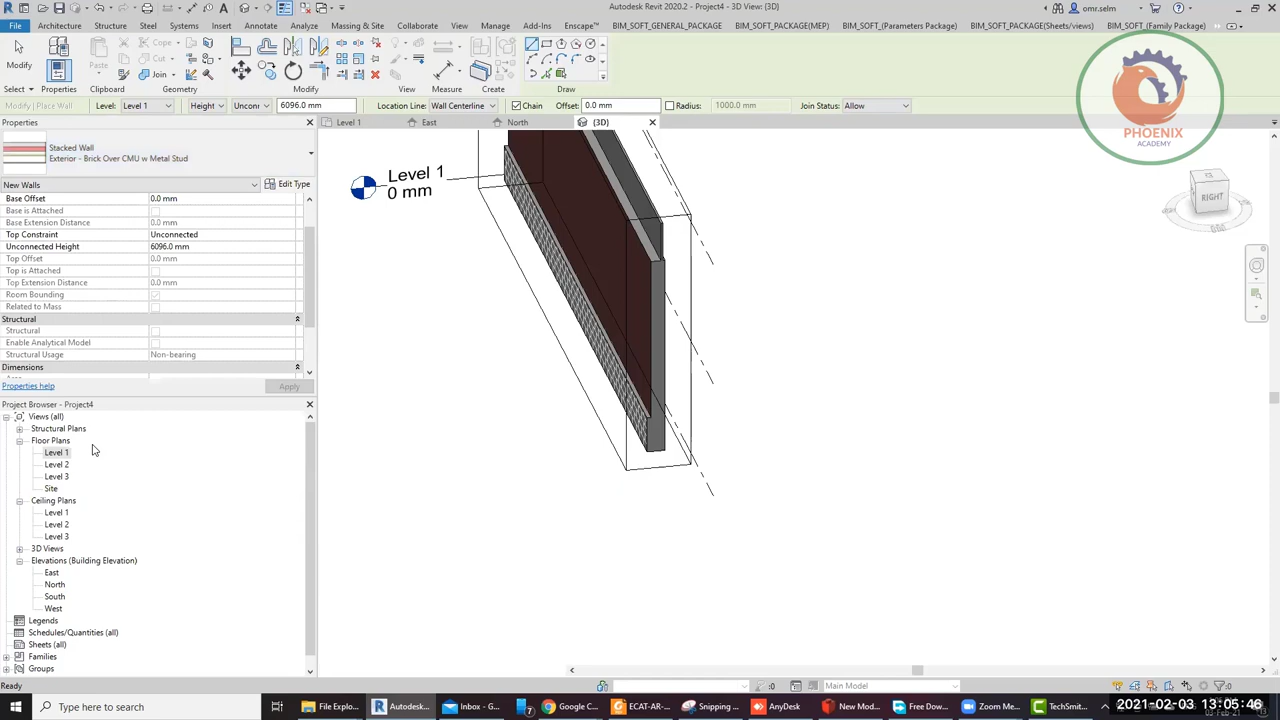 Autodesk Revit 2020.2 - Project4 - 3D View: {3D}
omr.selm
File Architecture Structure Steel Systems Insert Annotate Analyze Massing & Site Collaborate View Manage Add-Ins Enscape™ BIM_SOFT_GENERAL_PACKAGE BIM_SOFT_PACKAGE(MEP) BIM_SOFT_(Parameters Package) BIM_SOFT_PACKAGE(Sheets/views) BIM_SOFT_(Family Package)
Modify Paste Cope Cut Join
Select Properties Clipboard Geometry Modify View Measure Create Draw
PHOENIX
ACADEMY
Modify | Place Wall Level: Level 1 Height Unconn 6096.0 mm Location Line: Wall Centerline Chain Offset: 0.0 mm Radius: 1000.0 mm Join Status: Allow
Properties
Level 1 East North {3D}
Stacked Wall
Exterior - Brick Over CMU w Metal Stud
New Walls Edit Type
Base Offset 0.0 mm
Base is Attached
Base Extension Distance 0.0 mm
Top Constraint Unconnected
Unconnected Height 6096.0 mm
Top Offset 0.0 mm
Top is Attached
Top Extension Distance 0.0 mm
Room Bounding
Related to Mass
Structural
Structural
Enable Analytical Model
Structural Usage Non-bearing
Dimensions
Properties help Apply
Level 1
0 mm
RIGHT
Project Browser - Project4
Views (all)
Structural Plans
Floor Plans
Level 1
Level 2
Level 3
Site
Ceiling Plans
Level 1
Level 2
Level 3
3D Views
Elevations (Building Elevation)
East
North
South
West
Legends
Schedules/Quantities (all)
Sheets (all)
Families
Groups
Ready :0 Main Model :0
Type here to search File Explo... Autodes... Inbox - G... Google C... ECAT-AR-... Snipping ... AnyDesk New Mod... Free Dow... Zoom Me... TechSmit...
2021-02-03 13:05:46